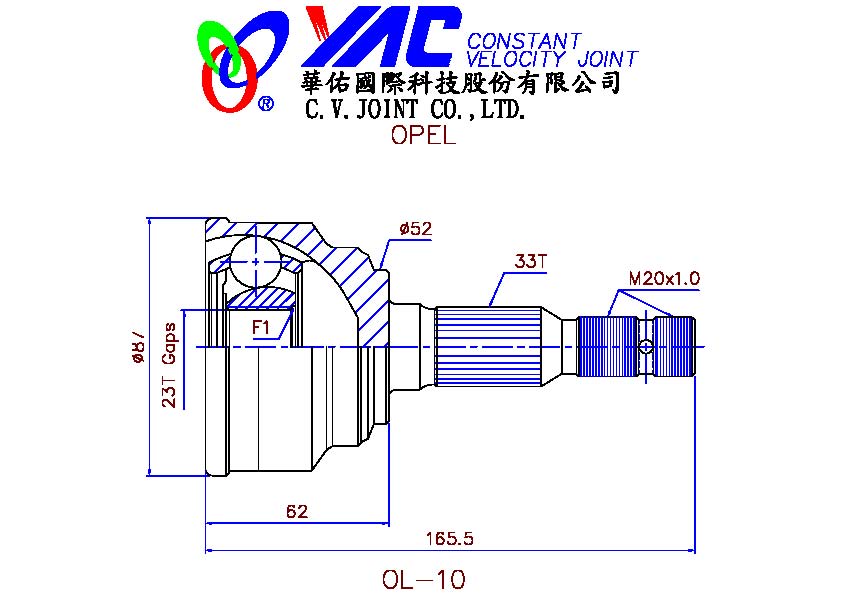 YAC CONSTANT
VELOCITY JOINT
®
華佑國際科技股份有限公司
C.V.JOINT CO.,LTD.
OPEL
ø52
33T
M20x1.0
F1
ø87
23T Gaps
62
165.5
OL-10